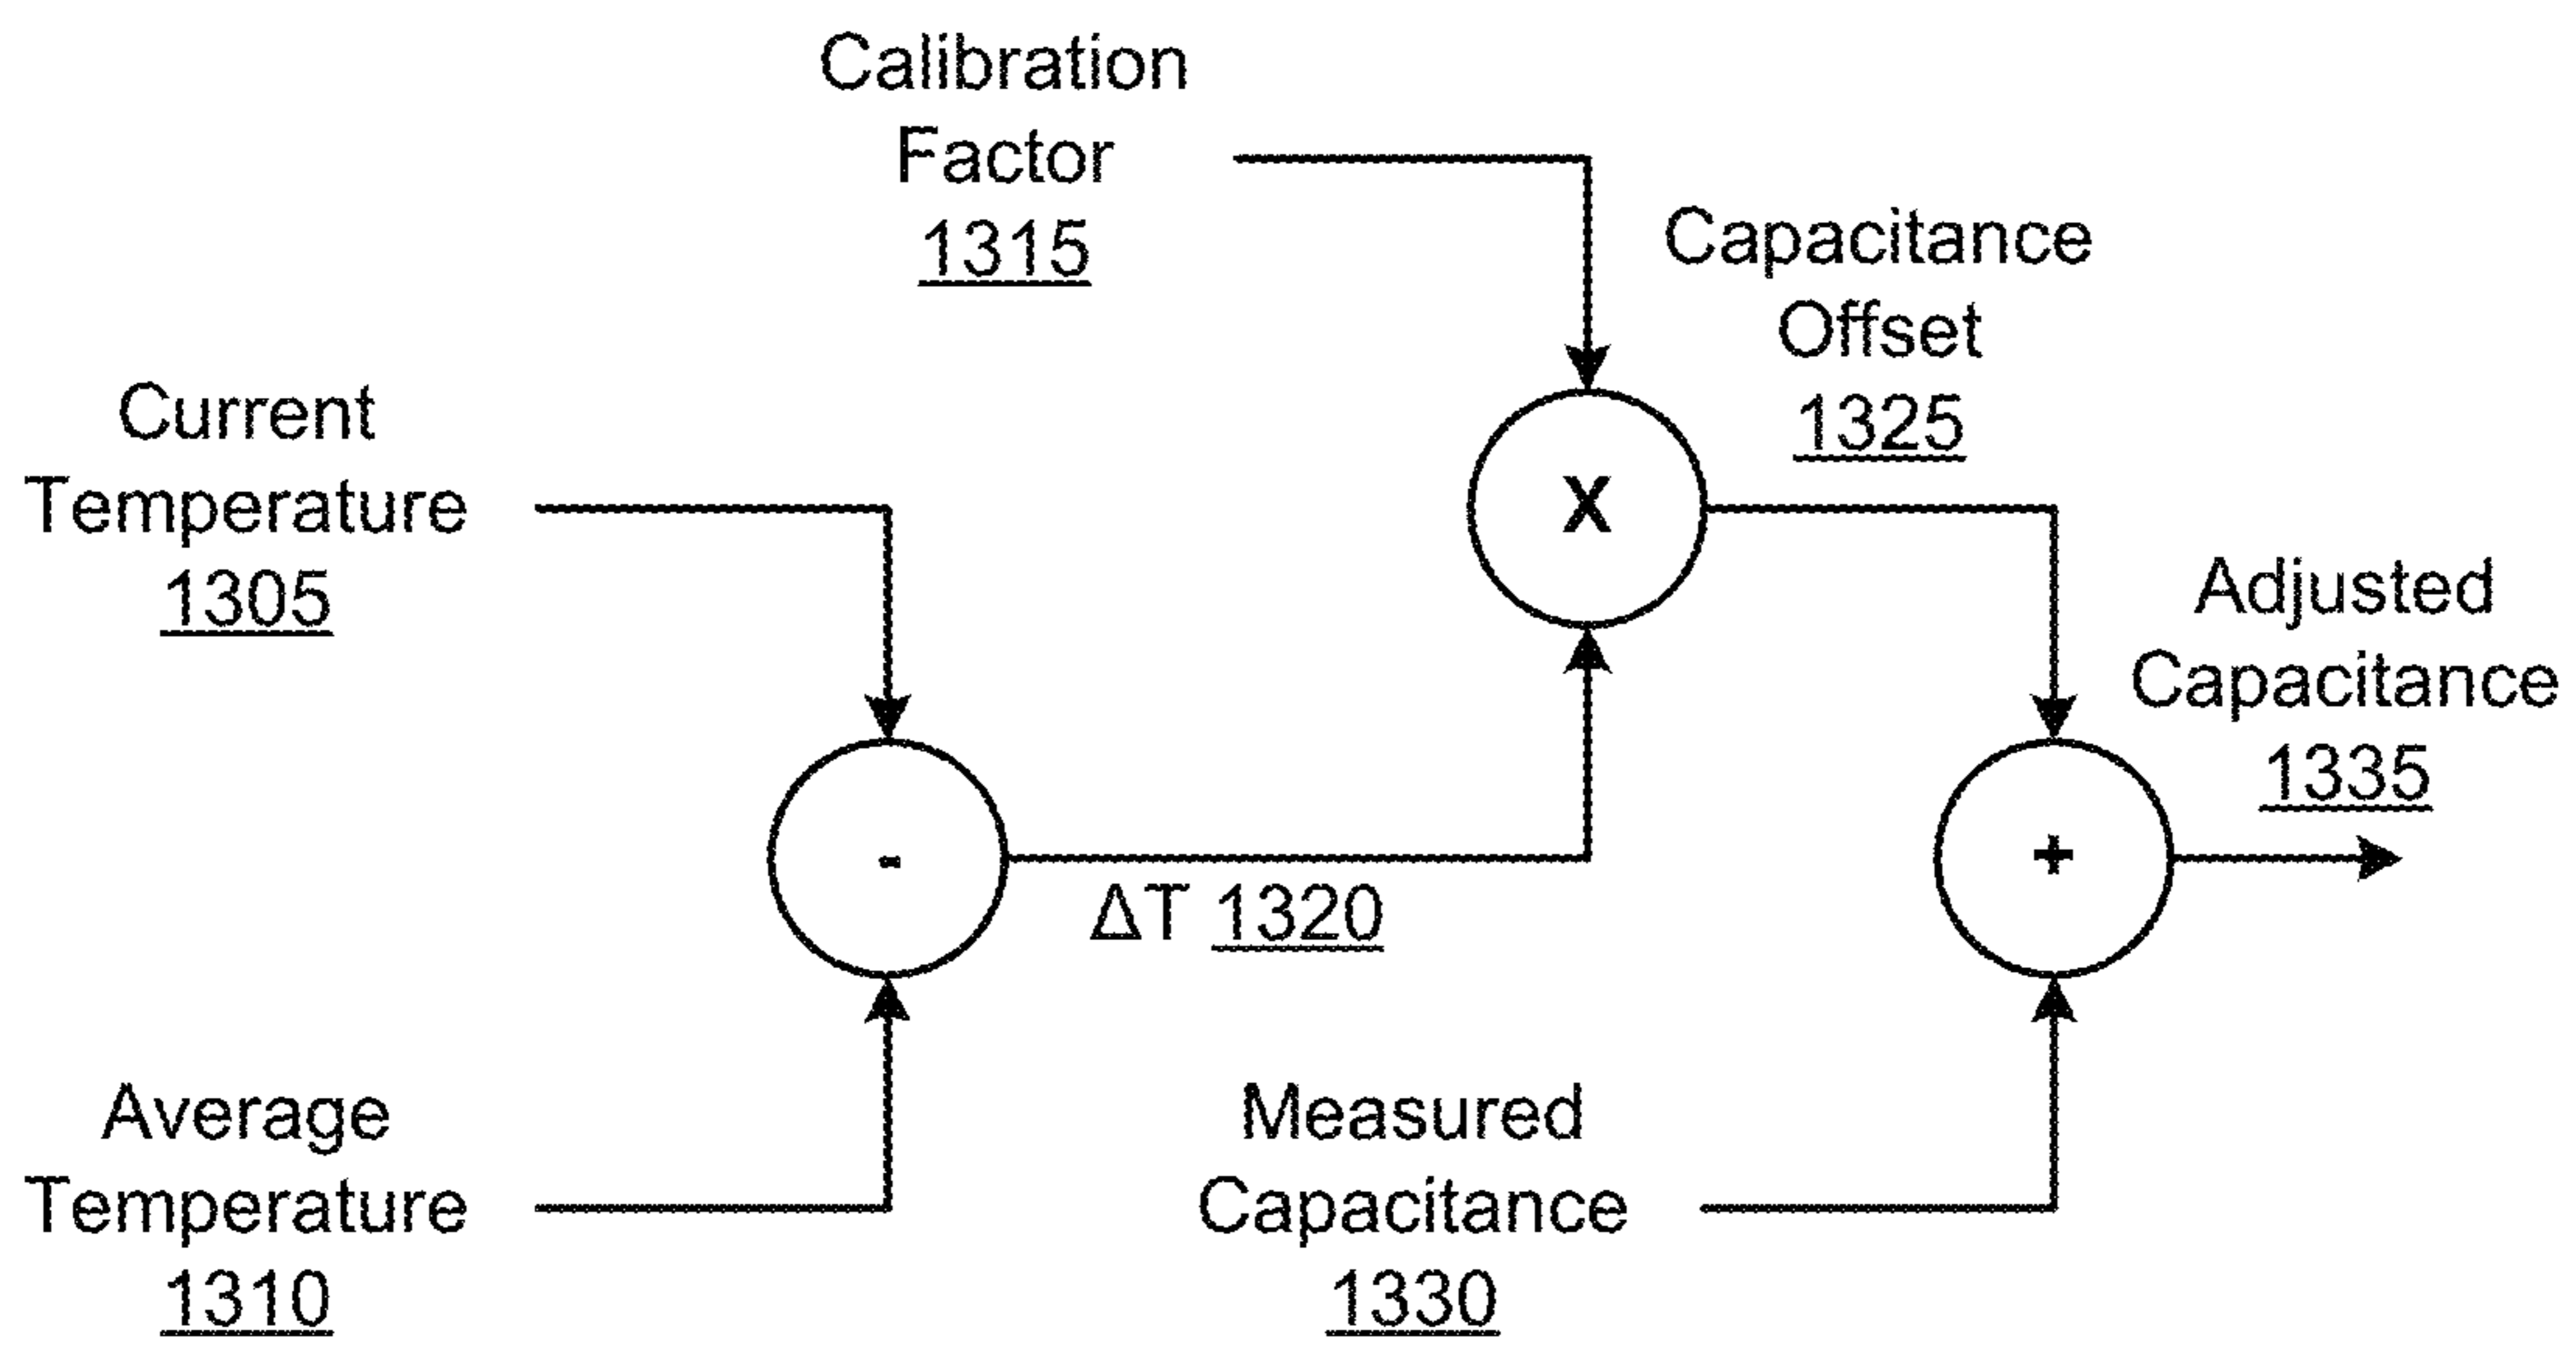 Calibration
Factor
1315
Capacitance
Offset
1325
Current
Temperature
1305
X
Adjusted
Capacitance
1335
-
+
ΔT 1320
Average
Temperature
1310
Measured
Capacitance
1330